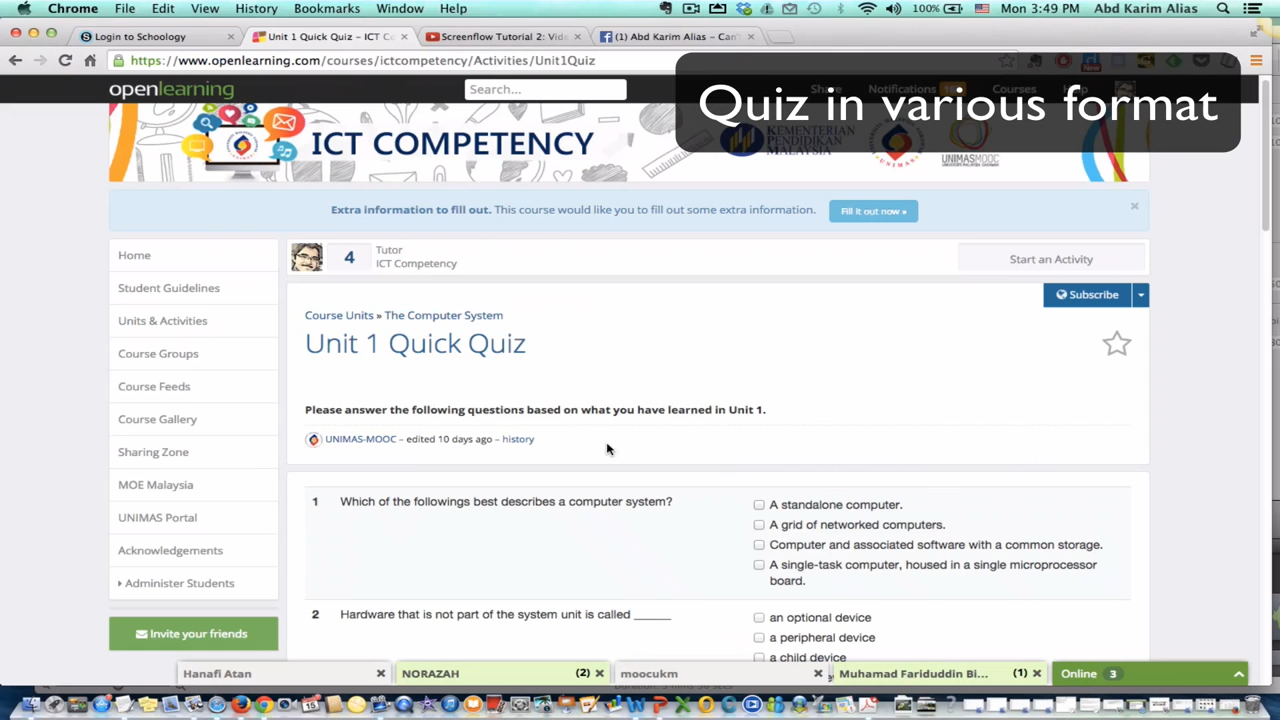 Chrome File Edit View History Bookmarks Window Help 100% Mon 3:49 PM Abd Karim Alias
Login to Schoology
Unit 1 Quick Quiz – ICT C
Screenflow Tutorial 2: Vid
(1) Abd Karim Alias – Can
https://www.openlearning.com/courses/ictcompetency/Activities/Unit1Quiz
Quiz in various format
openlearning
Search...
Share Notifications Courses Help
ICT COMPETENCY
KEMENTERIAN
PENDIDIKAN
MALAYSIA
UNIMAS
UNIMASMOOC
Extra information to fill out. This course would like you to fill out some extra information.
Fill it out now »
Home
Student Guidelines
Units & Activities
Course Groups
Course Feeds
Course Gallery
Sharing Zone
MOE Malaysia
UNIMAS Portal
Acknowledgements
Administer Students
Invite your friends
4
Tutor
ICT Competency
Start an Activity
Subscribe
Course Units » The Computer System
Unit 1 Quick Quiz
Please answer the following questions based on what you have learned in Unit 1.
UNIMAS-MOOC – edited 10 days ago – history
1 Which of the followings best describes a computer system?
A standalone computer.
A grid of networked computers.
Computer and associated software with a common storage.
A single-task computer, housed in a single microprocessor
board.
2 Hardware that is not part of the system unit is called ______
an optional device
a peripheral device
a child device
Hanafi Atan
NORAZAH (2)
moocukm
Muhamad Fariduddin Bi... (1)
Online 3